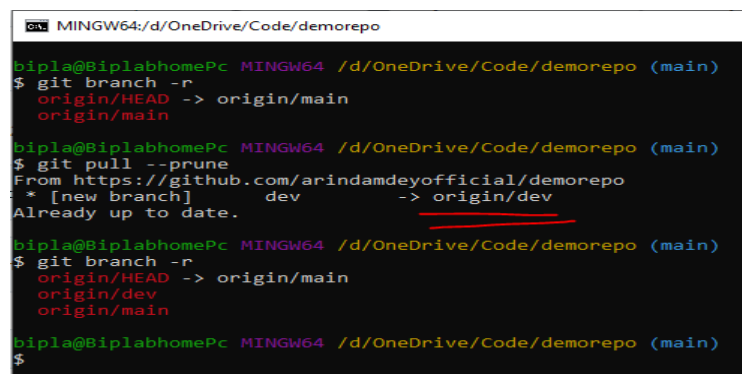 MINGW64:/d/OneDrive/Code/demorepo
bipla@BiplabhomePc MINGW64 /d/OneDrive/Code/demorepo (main)
$ git branch -r
origin/HEAD -> origin/main
origin/main
bipla@BiplabhomePc MINGW64 /d/OneDrive/Code/demorepo (main)
$ git pull --prune
From https://github.com/arindamdeyofficial/demorepo
* [new branch] dev -> origin/dev
Already up to date.
bipla@BiplabhomePc MINGW64 /d/OneDrive/Code/demorepo (main)
$ git branch -r
origin/HEAD -> origin/main
origin/dev
origin/main
bipla@BiplabhomePc MINGW64 /d/OneDrive/Code/demorepo (main)
$